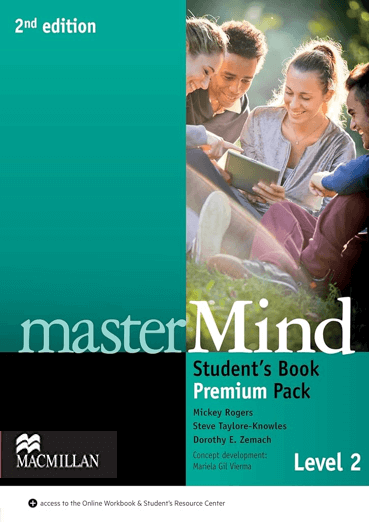 2nd edition
masterMind
Student's Book
Premium Pack
Mickey Rogers
Steve Taylore-Knowles
Dorothy E. Zemach
Concept development:
Mariela Gil Vierma
Level 2
MACMILLAN
+ access to the Online Workbook & Student's Resource Center